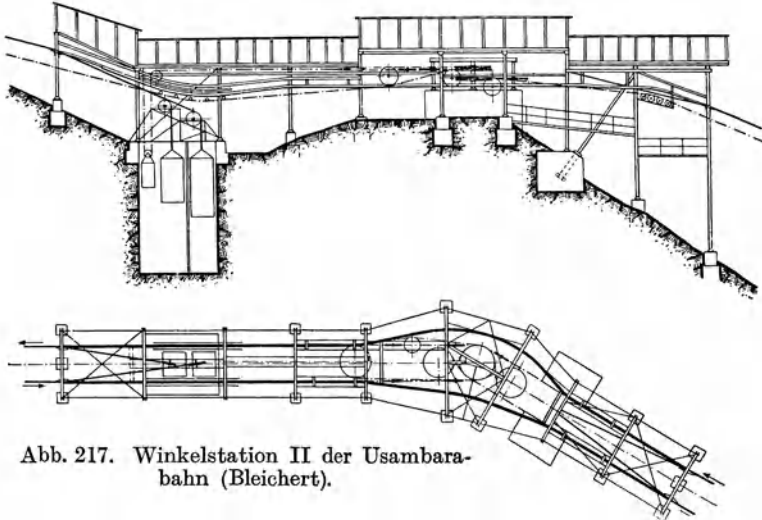 Abb. 217. Winkelstation II der Usambara-
bahn (Bleichert).